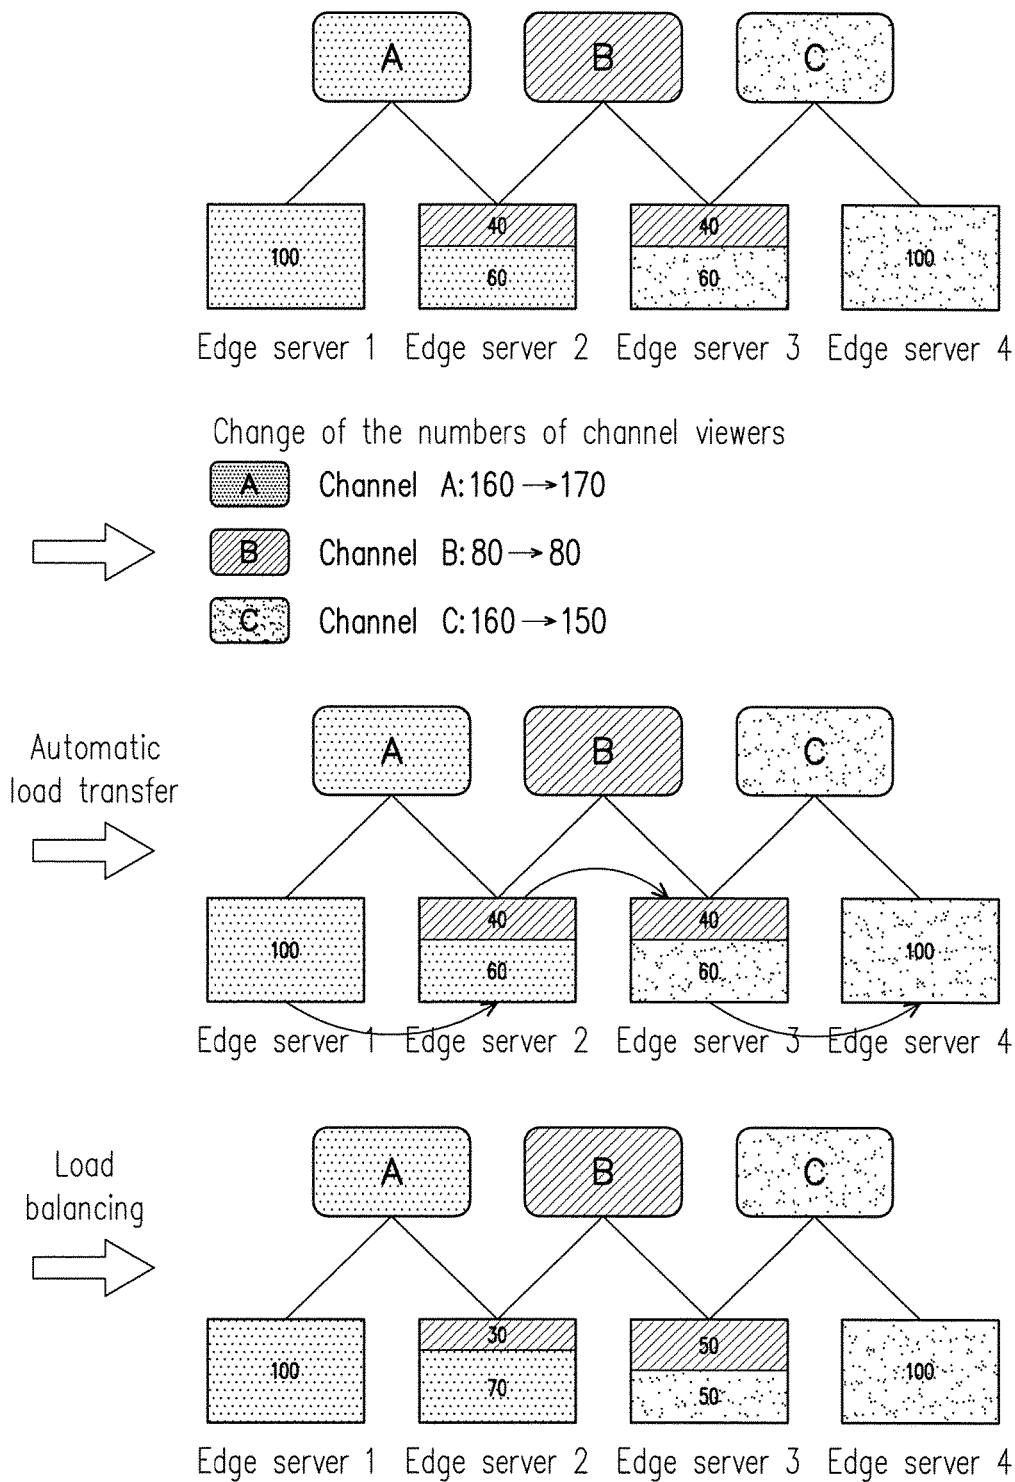 A B C
100 40 60 40 60 100
Edge server 1 Edge server 2 Edge server 3 Edge server 4
Change of the numbers of channel viewers
A Channel A:160→170
B Channel B:80→80
C Channel C:160→150
Automatic
load transfer
A B C
100 40 60 40 60 100
Edge server 1 Edge server 2 Edge server 3 Edge server 4
Load
balancing
A B C
100 30 70 50 50 100
Edge server 1 Edge server 2 Edge server 3 Edge server 4